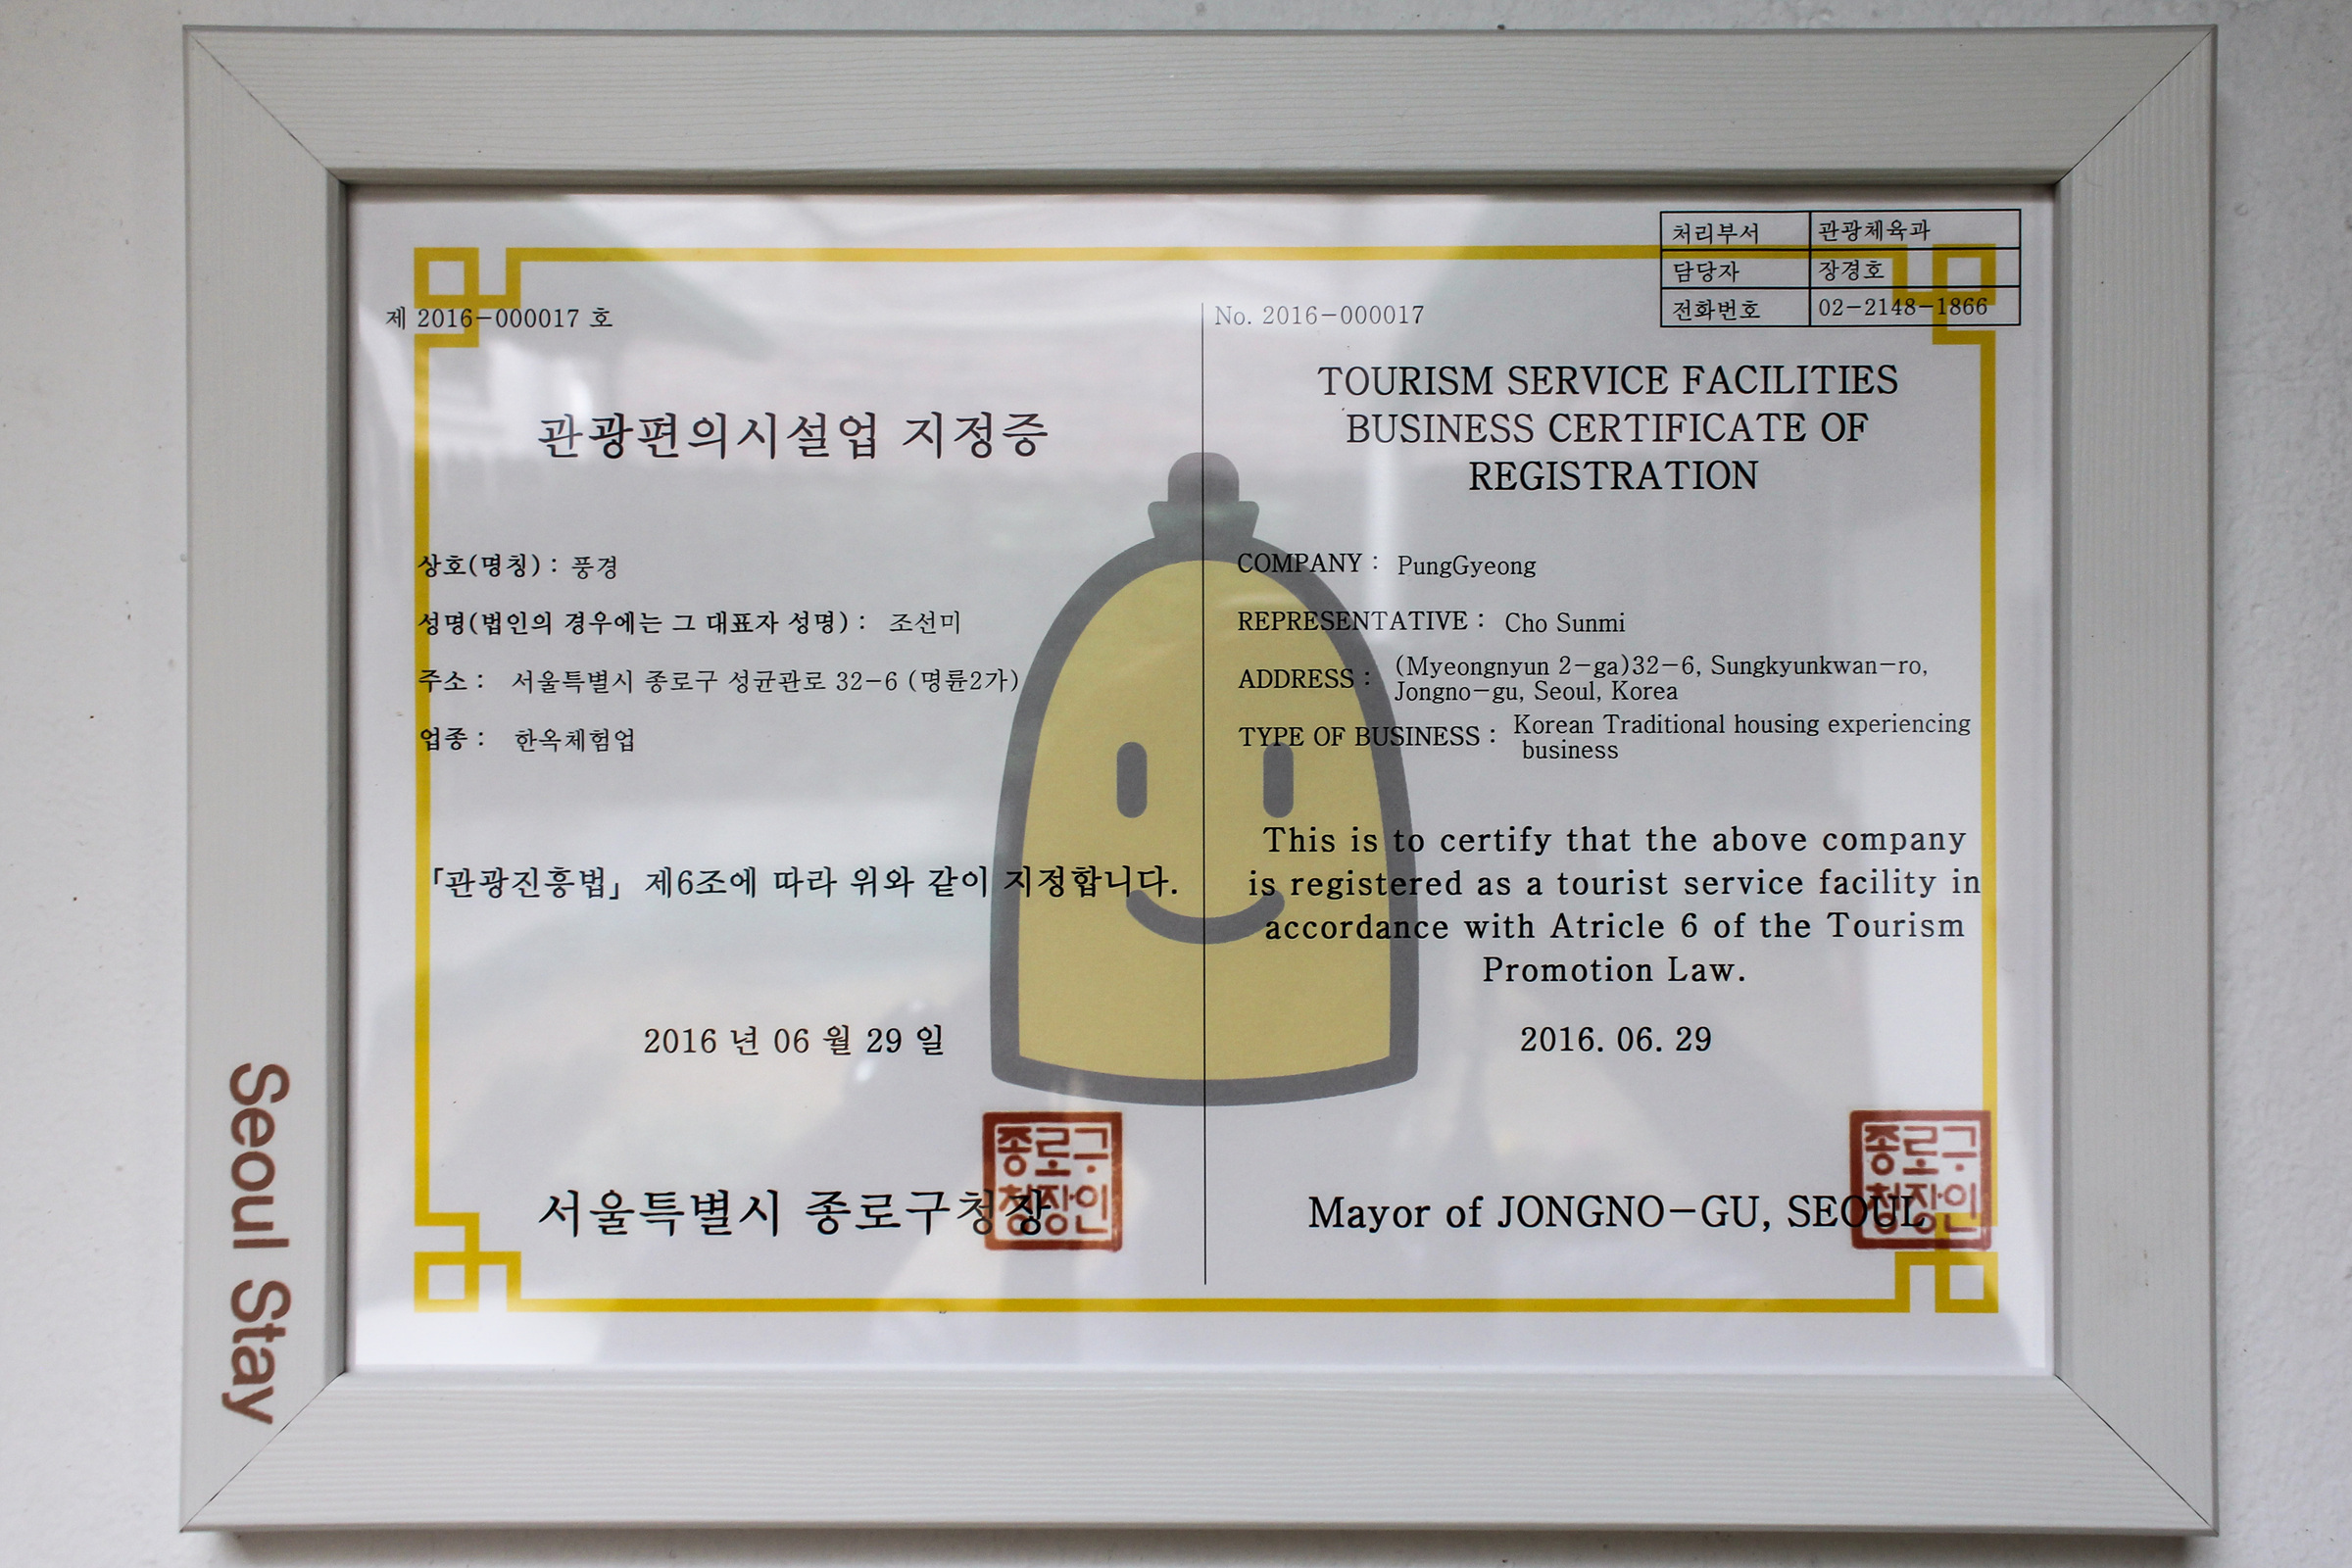 처리부서 관광체육과
담당자 장경호
전화번호 02-2148-1866
제 2016-000017 호
관광편의시설업 지정증
상호(명칭) : 풍경
성명(법인의 경우에는 그 대표자 성명) : 조선미
주소 : 서울특별시 종로구 성균관로 32-6 (명륜2가)
업종 : 한옥체험업
「관광진흥법」 제6조에 따라 위와 같이 지정합니다.
2016 년 06 월 29 일
서울특별시 종로구청장
종로구
청장인
No. 2016-000017
TOURISM SERVICE FACILITIES
BUSINESS CERTIFICATE OF
REGISTRATION
COMPANY : PungGyeong
REPRESENTATIVE : Cho Sunmi
ADDRESS : (Myeongnyun 2-ga)32-6, Sungkyunkwan-ro,
Jongno-gu, Seoul, Korea
TYPE OF BUSINESS : Korean Traditional housing experiencing
business
This is to certify that the above company
is registered as a tourist service facility in
accordance with Atricle 6 of the Tourism
Promotion Law.
2016. 06. 29
Mayor of JONGNO-GU, SEOUL
종로구
청장인
Seoul Stay